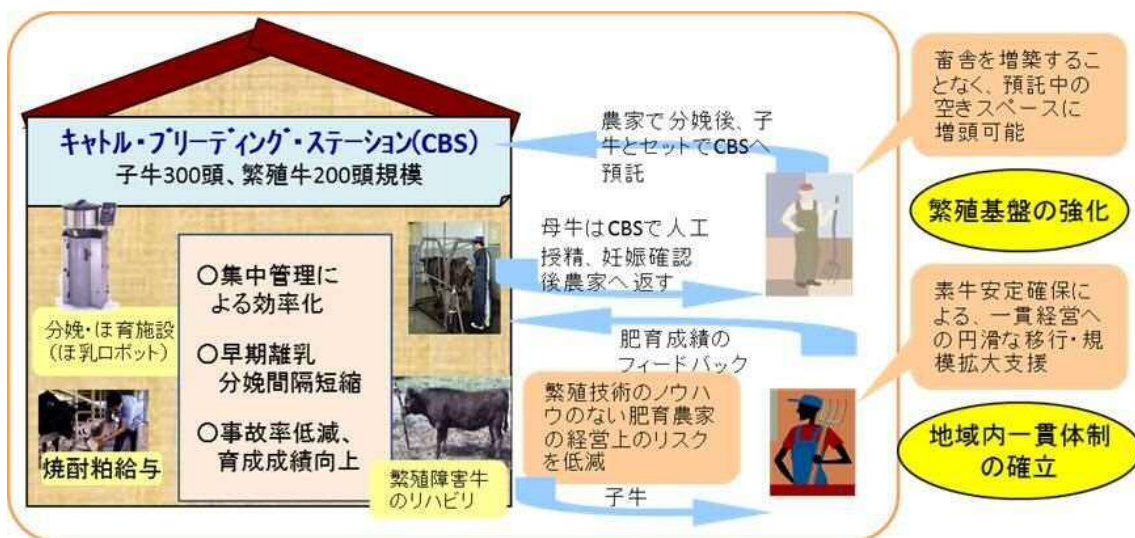 キャトル・ブリーディング・ステーション(CBS)
子牛300頭、繁殖牛200頭規模
分娩・ほ育施設
(ほ乳ロボット)
焼酎粕給与
○集中管理に
よる効率化
○早期離乳
分娩間隔短縮
○事故率低減、
育成成績向上
繁殖障害牛
のリハビリ
農家で分娩後、子
牛とセットでCBSへ
預託
母牛はCBSで人工
授精、妊娠確認
後農家へ返す
肥育成績の
フィードバック
繁殖技術のノウハ
ウのない肥育農家
の経営上のリスク
を低減
子牛
畜舎を増築するこ
となく、預託中の
空きスペースに
増頭可能
繁殖基盤の強化
素牛安定確保に
よる、一貫経営へ
の円滑な移行・規
模拡大支援
地域内一貫体制
の確立